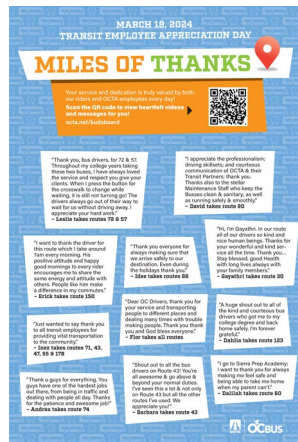 MARCH 18, 2024
TRANSIT EMPLOYEE APPRECIATION DAY
MILES OF THANKS
Your service and dedication is truly valued by both
our riders and OCTA employees every day!
Scan the QR code to view heartfelt videos
and messages for you!
octa.net/kudoboard
"Thank you, bus drivers, for 72 & 57.
Throughout my college years taking
these two buses, I have always loved
the service and respect you give your
clients. When I press the button for
the crosswalk to change while
waiting, it is still not turning go! The
drivers always go out of their way to
wait for us without driving away. I
appreciate your hard work."
- Leslie takes routes 72 & 57
"I appreciate the professionalism;
driving skillsets; and courteous
communication of OCTA & their
Transit Partners; thank you.
Thanks also to the stellar
Maintenance Staff who keep the
Busses clean & sanitary; as well
as running safely & smoothly."
- David takes routes 85
"I want to thank the driver for
this route which I take around
7am every morning. His
positive attitude and happy
good mornings to every rider
encourages me to share the
same energy and attitude with
others. People like him make
a difference in my commutes."
- Erick takes route 150
"Thank you everyone for
always making sure that
we arrive safely to our
destination. Even during
the holidays thank you."
- Idee takes routes 55
"Hi, I'm Gayathri. In our route
all of our drivers so kind and
nice human beings. Thanks for
your wonderful and kind ser-
vice all the time. Thank you...
Stay blessed, good Health
with long lives always with
your family members."
- Gayathri takes route 30
"Just wanted to say thank you
to all transit employees for
providing vital transportation
to the community."
- Inez takes routes 71, 43,
47, 55 & 178
"Dear OC Drivers, thank you for
your service and transporting
people to different places and
dealing many times with trouble
making people. Thank you thank
you and God bless everyone."
- Flor takes all routes
"A huge shout out to all of
the kind and courteous bus
drivers who get me to my
college degree and back
home safely. I'm forever
grateful."
- Dahlia takes route 123
"Thank u guys for everything. You
guys have one of the hardest jobs
out there, from being in traffic and
dealing with people all day. Thanks
for the patience and awesome job!"
- Andrea takes route 74
"Shout out to all the bus
drivers on Route 43! You're
all awesome & go above &
beyond your normal duties.
I've seen this a lot & not only
on Route 43 but all the other
routes I've used. We
appreciate you!"
- Barbara takes route 43
"I go to Sierra Prep Academy;
I want to thank you for always
making me feel safe and
being able to take me home
when my parent can't."
- Dalilah takes route 60
OCBUS